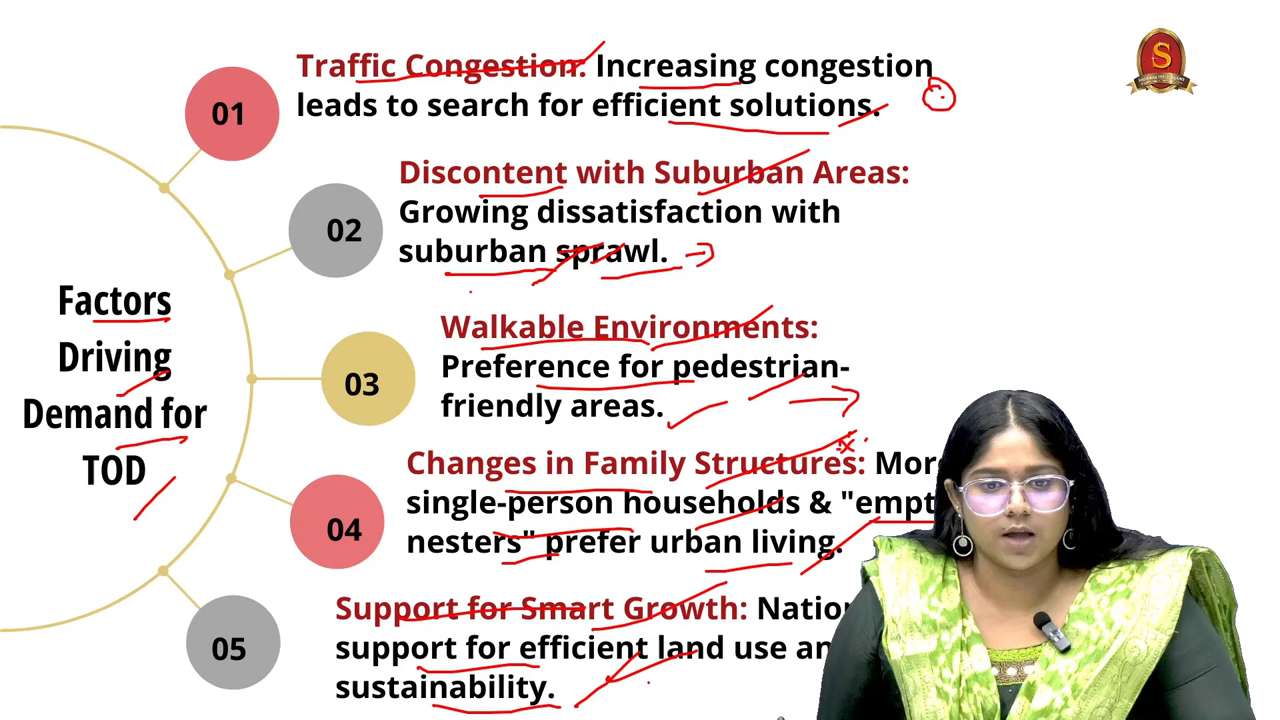 Factors
Driving
Demand for
TOD
01
Traffic Congestion: Increasing congestion
leads to search for efficient solutions.
02
Discontent with Suburban Areas:
Growing dissatisfaction with
suburban sprawl.
03
Walkable Environments:
Preference for pedestrian-
friendly areas.
04
Changes in Family Structures:
single-person households & "empt
nesters" prefer urban living.
05
Support for Smart Growth:
support for efficient land use
sustainability.
S